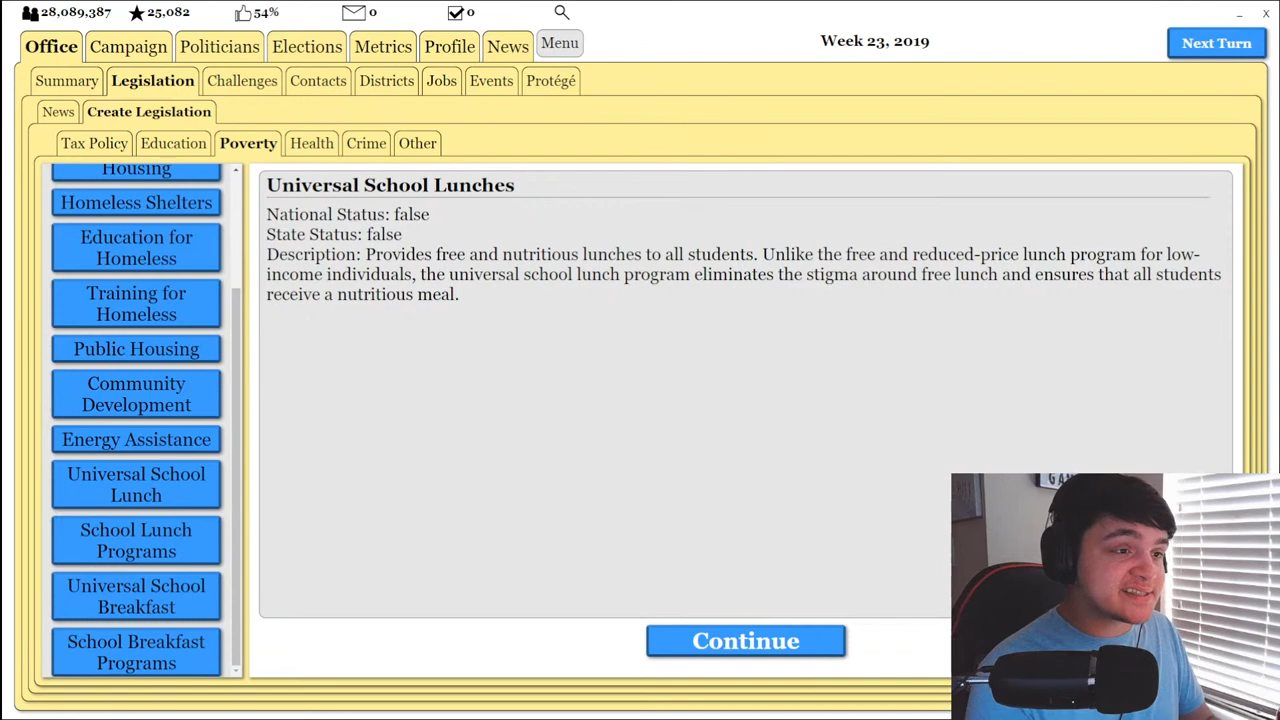 28,089,387 25,082 54% 0 0
Office Campaign Politicians Elections Metrics Profile News Menu Week 23, 2019 Next Turn
Summary Legislation Challenges Contacts Districts Jobs Events Protégé
News Create Legislation
Tax Policy Education Poverty Health Crime Other
Housing
Homeless Shelters
Education for
Homeless
Training for
Homeless
Public Housing
Community
Development
Energy Assistance
Universal School
Lunch
School Lunch
Programs
Universal School
Breakfast
School Breakfast
Programs
Universal School Lunches
National Status: false
State Status: false
Description: Provides free and nutritious lunches to all students. Unlike the free and reduced-price lunch program for low-
income individuals, the universal school lunch program eliminates the stigma around free lunch and ensures that all students
receive a nutritious meal.
Continue